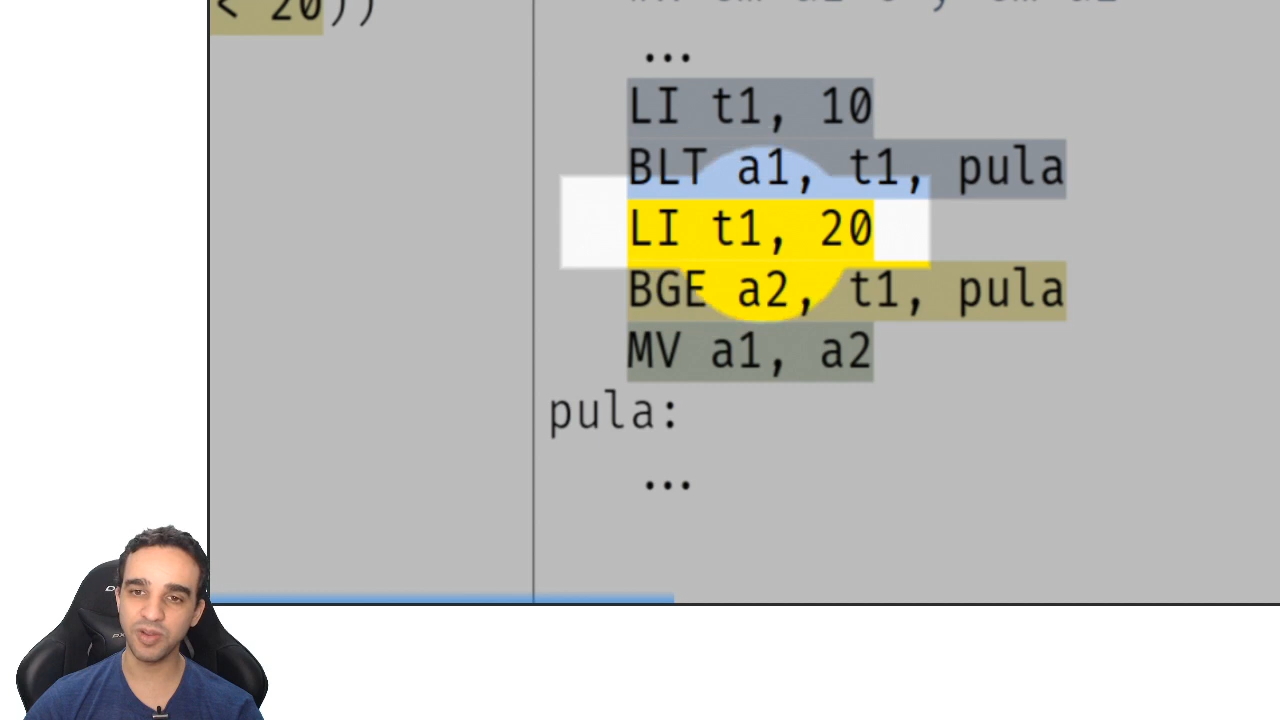 < 20))
...
LI t1, 10
BLT a1, t1, pula
LI t1, 20
BGE a2, t1, pula
MV a1, a2
pula:
...